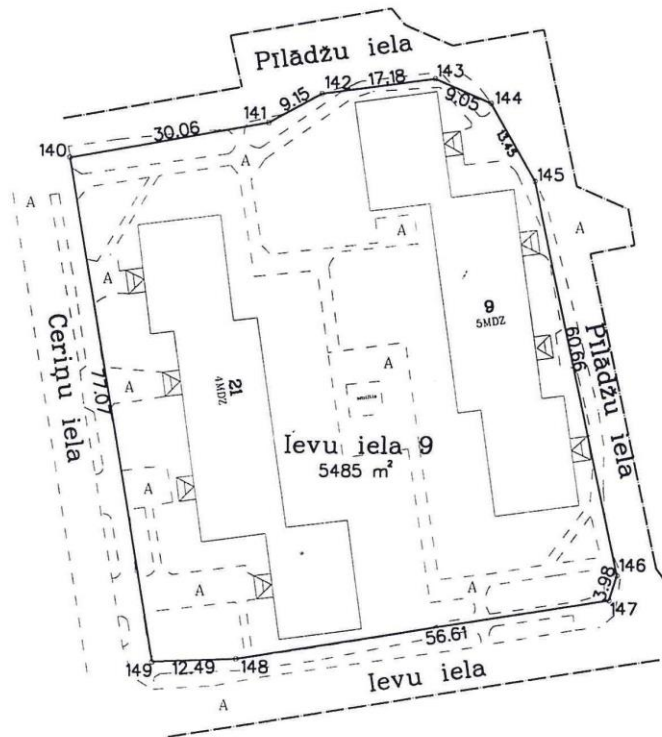 Pīlādžu iela
143
142
17.18
9.05
144
9.15
141
13.45
30.06
140
145
A
A
A
A
A
9
5MDZ
Ceriņu iela
77.07
21
4MDZ
A
A
60.66
Pīlādžu iela
Ievu iela 9
5485 m²
A
A
A
146
3.98
147
56.61
149
12.49
148
Ievu iela
A